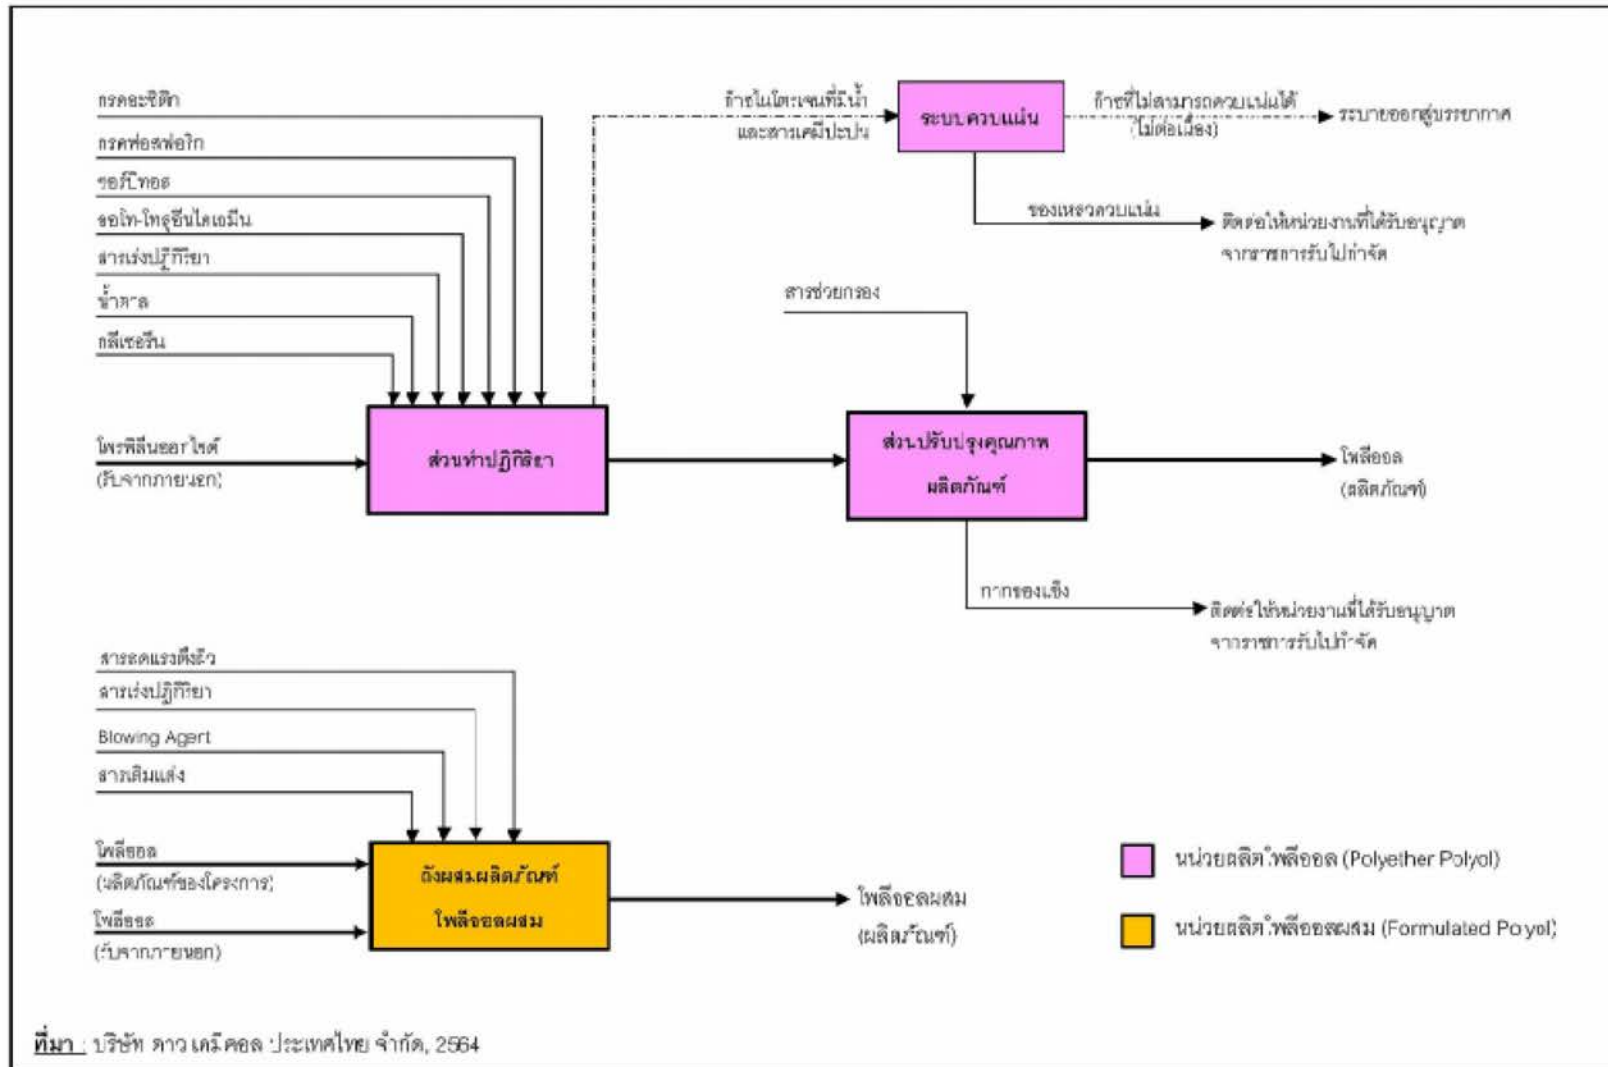 กรดอะซิติก
กรดฟอสฟอริก
ซอร์บิทอล
ออโท-โทลูอีนไดเอมีน
สารเร่งปฏิกิริยา
น้ำตาล
กลีเซอรีน
โพรพิลีนออกไซด์
(รับจากภายนอก)
ส่วนทำปฏิกิริยา
ก๊าซไนโตรเจนที่มีน้ำ
และสารเคมีปะปน
ระบบควบแน่น
ก๊าซที่ไม่สามารถควบแน่นได้
(ไม่ต่อเนื่อง)
ระบายออกสู่บรรยากาศ
ของเหลวควบแน่น
ติดต่อให้หน่วยงานที่ได้รับอนุญาต
จากราชการรับไปกำจัด
สารช่วยกรอง
ส่วนปรับปรุงคุณภาพ
ผลิตภัณฑ์
โพลีออล
(ผลิตภัณฑ์)
กากของแข็ง
ติดต่อให้หน่วยงานที่ได้รับอนุญาต
จากราชการรับไปกำจัด
สารลดแรงตึงผิว
สารเร่งปฏิกิริยา
Blowing Agent
สารเติมแต่ง
โพลีออล
(ผลิตภัณฑ์ของโครงการ)
โพลีออล
(รับจากภายนอก)
ถังผสมผลิตภัณฑ์
โพลีออลผสม
โพลีออลผสม
(ผลิตภัณฑ์)
หน่วยผลิตโพลีออล (Polyether Polyol)
หน่วยผลิตโพลีออลผสม (Formulated Polyol)
ที่มา : บริษัท ดาว เคมีคอล ประเทศไทย จำกัด, 2564